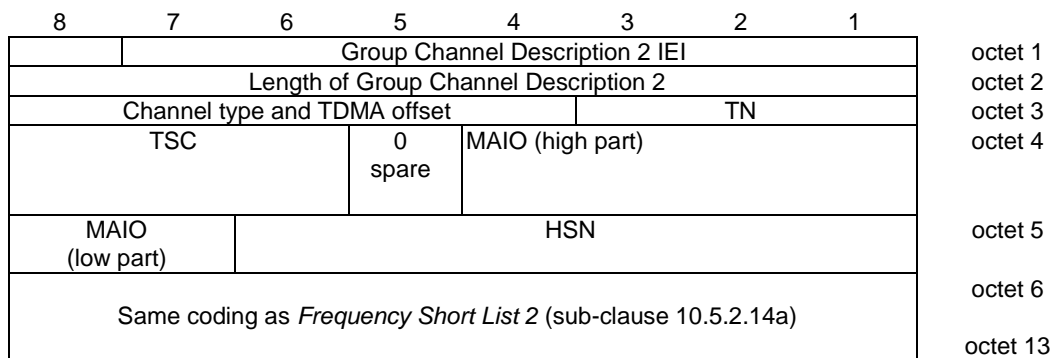 8 7 6 5 4 3 2 1
Group Channel Description 2 IEI octet 1
Length of Group Channel Description 2 octet 2
Channel type and TDMA offset TN octet 3
TSC 0 MAIO (high part) octet 4
spare
MAIO HSN octet 5
(low part)
octet 6
Same coding as Frequency Short List 2 (sub-clause 10.5.2.14a)
octet 13